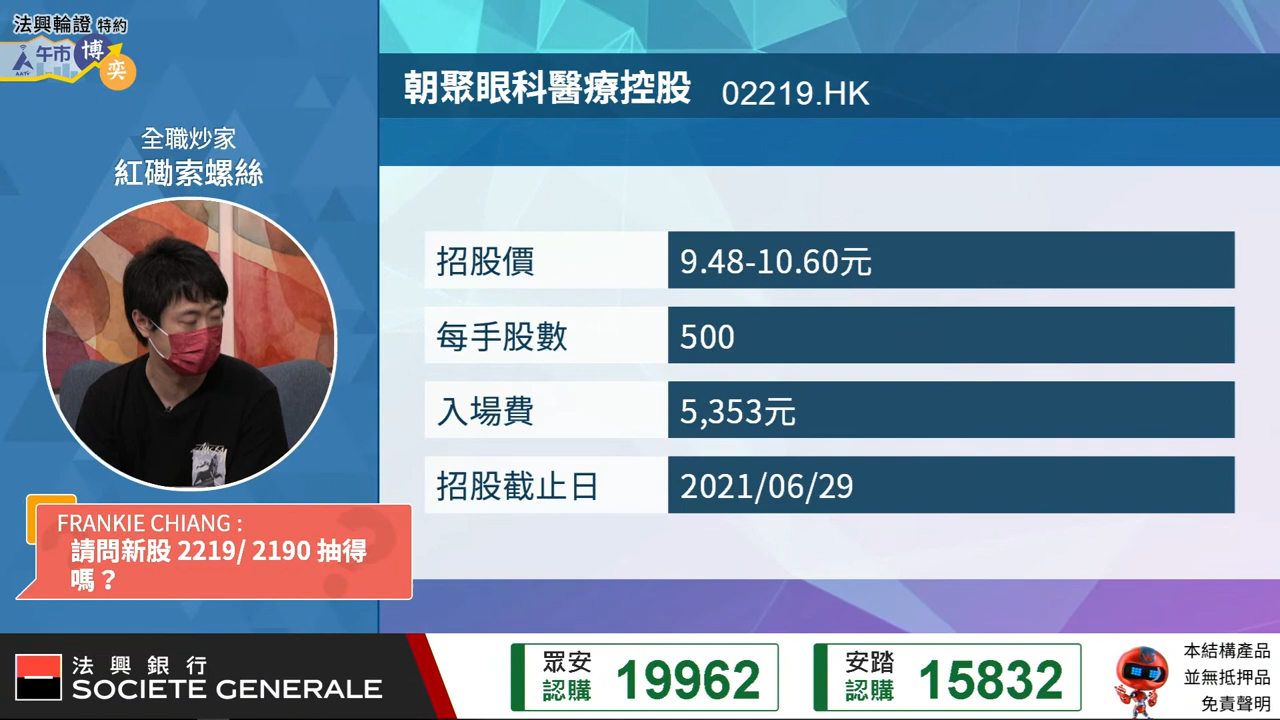 法興輪證 特約
午市
博
奕
AATV
全職炒家
紅磡索螺絲
朝聚眼科醫療控股 02219.HK
招股價 9.48-10.60元
每手股數 500
入場費 5,353元
招股截止日 2021/06/29
FRANKIE CHIANG :
請問新股 2219/ 2190 抽得
嗎？
法興銀行
SOCIETE GENERALE
眾安
認購
19962
安踏
認購
15832
本結構產品
並無抵押品
免責聲明